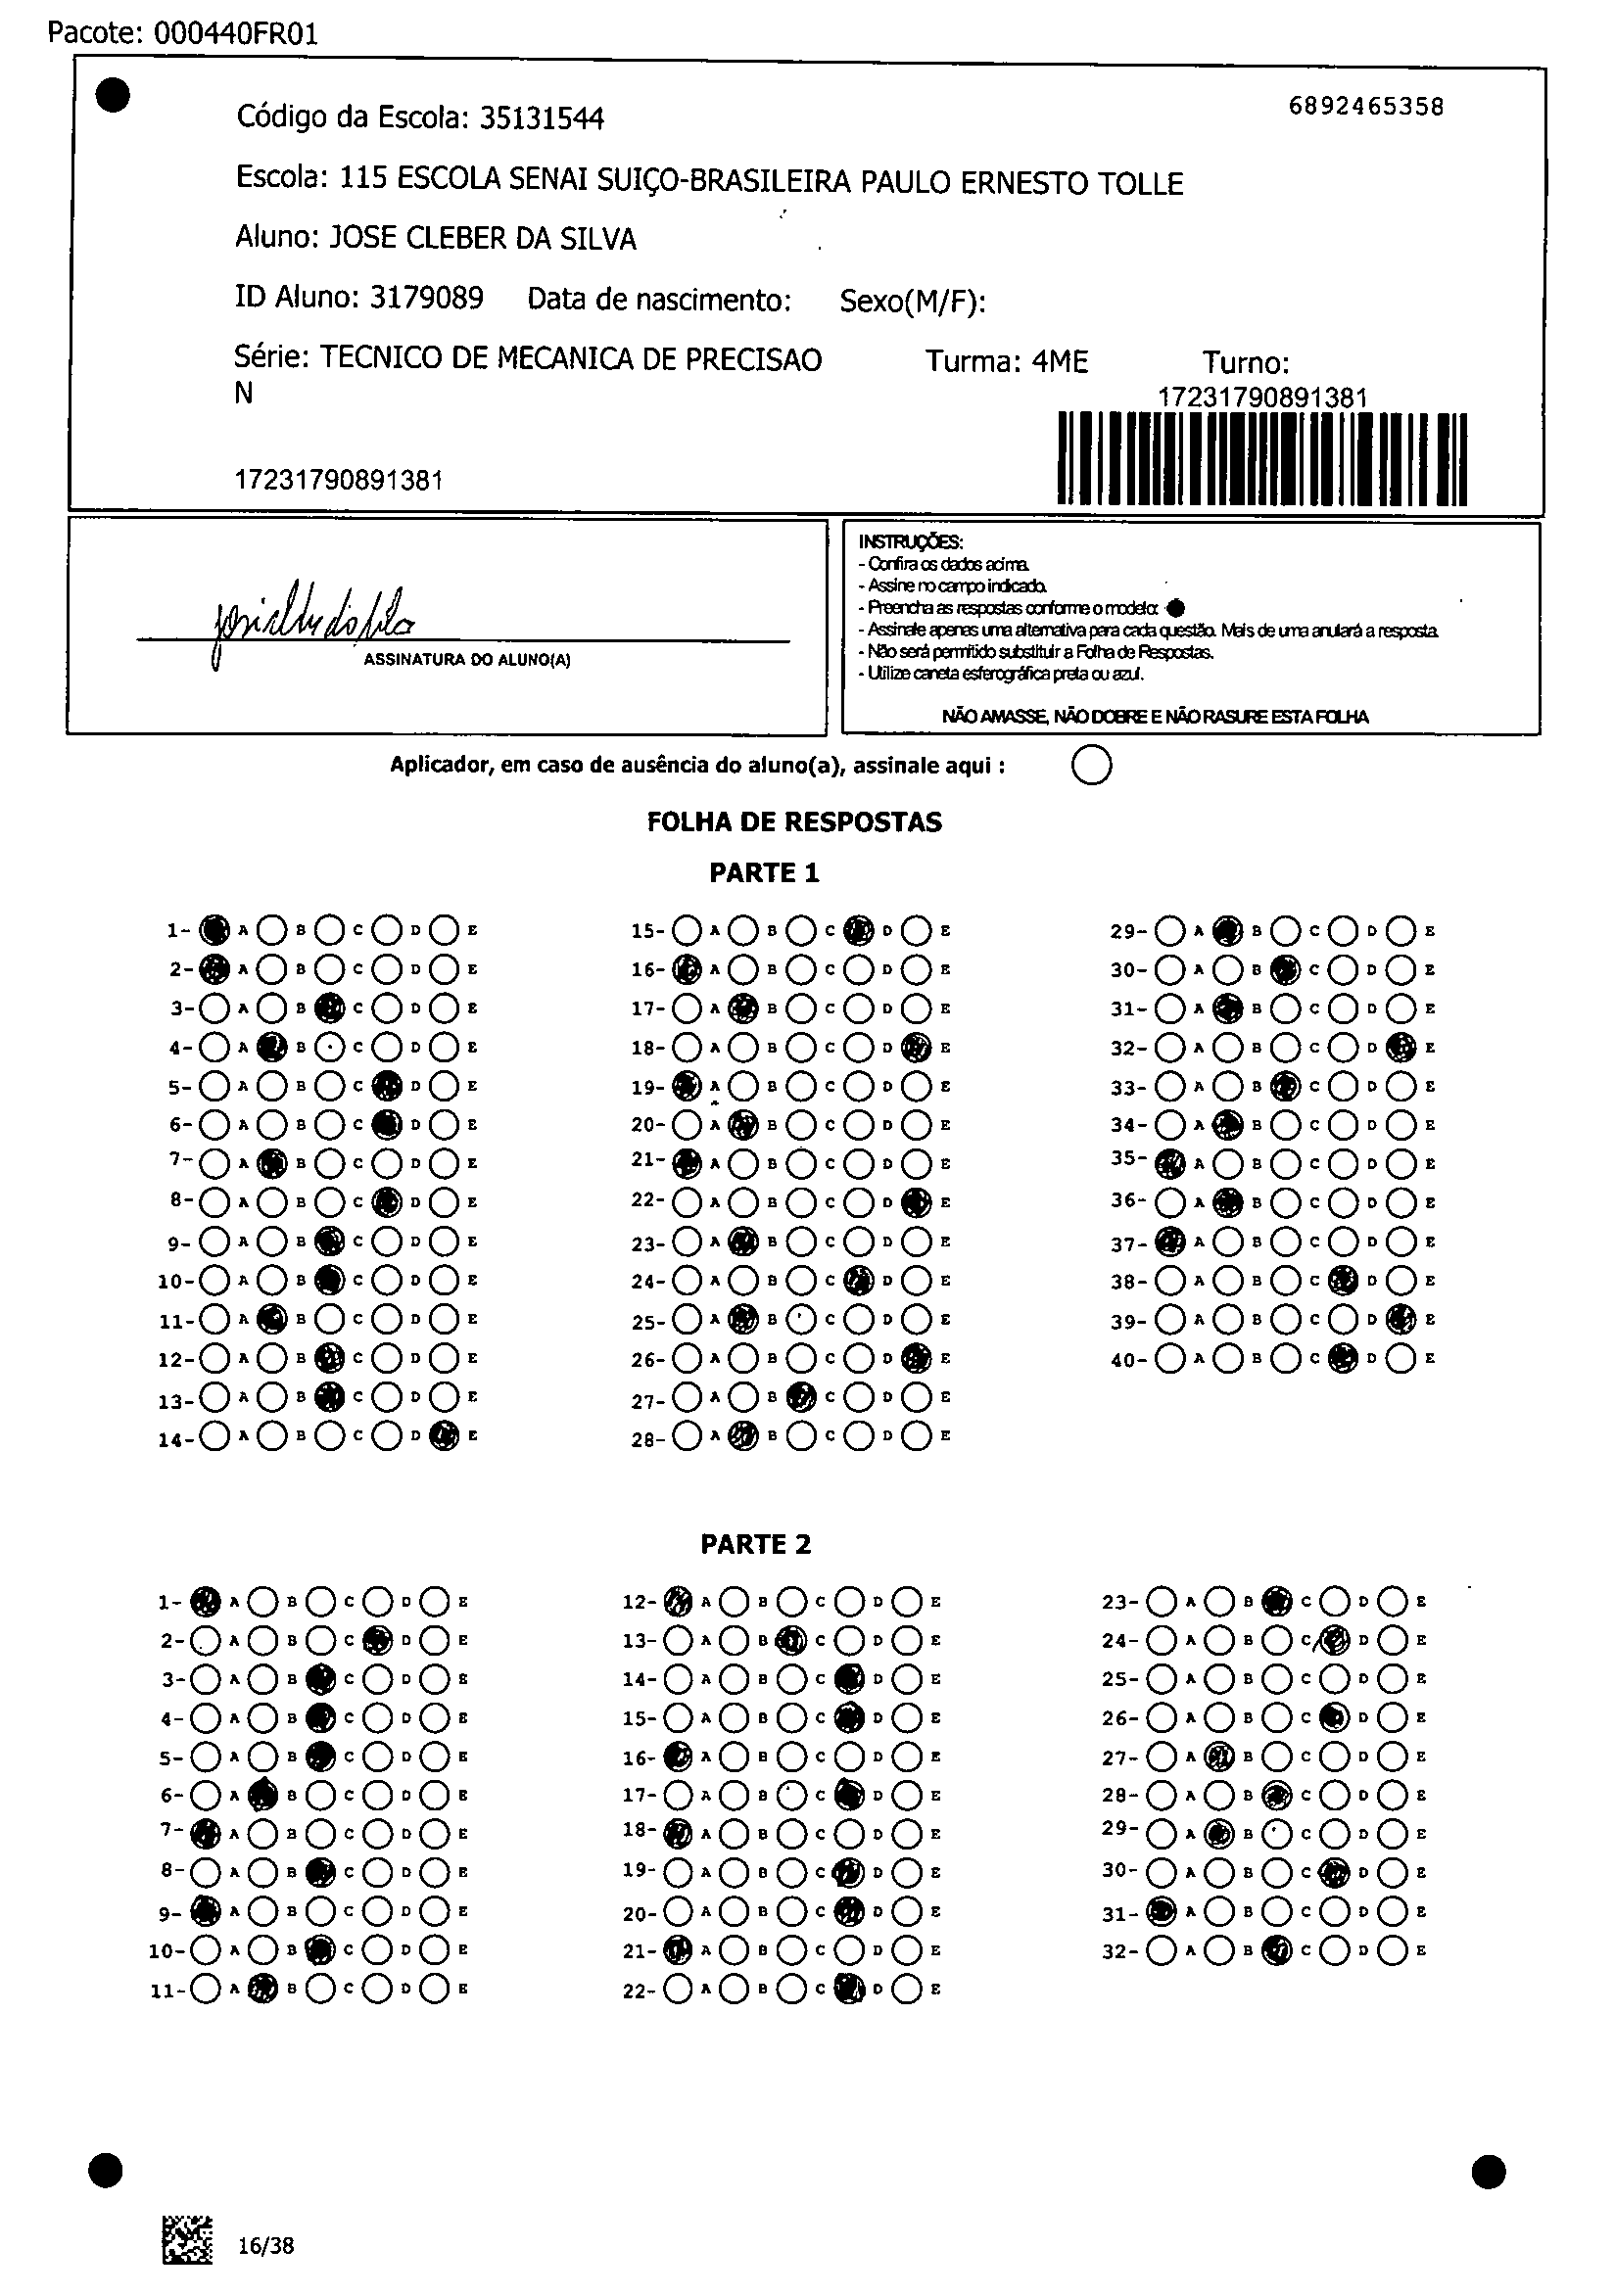 Pacote: 000440FR01
6892465358
Código da Escola: 35131544
Escola: 115 ESCOLA SENAI SUIÇO-BRASILEIRA PAULO ERNESTO TOLLE
Aluno: JOSE CLEBER DA SILVA
ID Aluno: 3179089 Data de nascimento: Sexo(M/F):
Série: TECNICO DE MECANICA DE PRECISAO Turma: 4ME Turno:
N
17231790891381
17231790891381
ASSINATURA DO ALUNO(A)
INSTRUÇÕES:
- Confira os dados acima.
- Assine no campo indicado.
- Preencha as respostas conforme o modelo:
- Assinale apenas uma alternativa para cada questão. Mais de uma anulará a resposta.
- Não será permitido substituir a Folha de Respostas.
- Utilize caneta esferográfica preta ou azul.
NÃO AMASSE, NÃO DOBRE E NÃO RASURE ESTA FOLHA
Aplicador, em caso de ausência do aluno(a), assinale aqui :
FOLHA DE RESPOSTAS
PARTE 1
1- A B C D E 15- A B C D E 29- A B C D E
2- A B C D E 16- A B C D E 30- A B C D E
3- A B C D E 17- A B C D E 31- A B C D E
4- A B C D E 18- A B C D E 32- A B C D E
5- A B C D E 19- A B C D E 33- A B C D E
6- A B C D E 20- A B C D E 34- A B C D E
7- A B C D E 21- A B C D E 35- A B C D E
8- A B C D E 22- A B C D E 36- A B C D E
9- A B C D E 23- A B C D E 37- A B C D E
10- A B C D E 24- A B C D E 38- A B C D E
11- A B C D E 25- A B C D E 39- A B C D E
12- A B C D E 26- A B C D E 40- A B C D E
13- A B C D E 27- A B C D E
14- A B C D E 28- A B C D E
PARTE 2
1- A B C D E 12- A B C D E 23- A B C D E
2- A B C D E 13- A B C D E 24- A B C D E
3- A B C D E 14- A B C D E 25- A B C D E
4- A B C D E 15- A B C D E 26- A B C D E
5- A B C D E 16- A B C D E 27- A B C D E
6- A B C D E 17- A B C D E 28- A B C D E
7- A B C D E 18- A B C D E 29- A B C D E
8- A B C D E 19- A B C D E 30- A B C D E
9- A B C D E 20- A B C D E 31- A B C D E
10- A B C D E 21- A B C D E 32- A B C D E
11- A B C D E 22- A B C D E
16/38